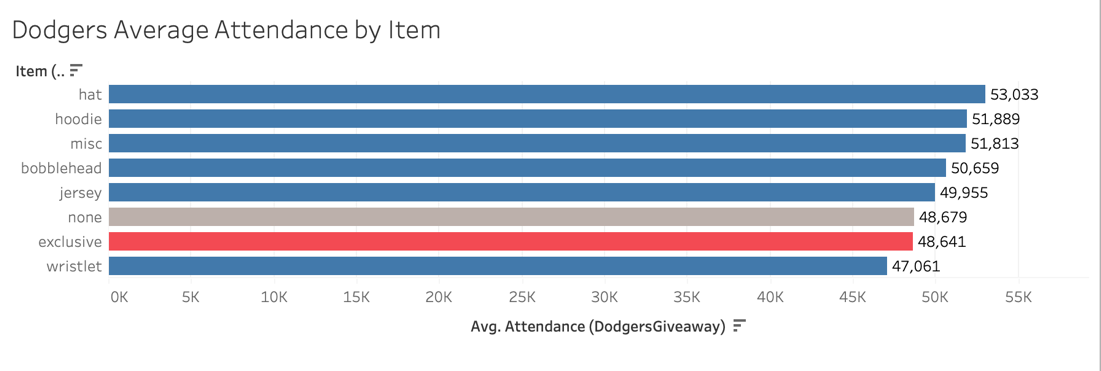 Dodgers Average Attendance by Item
Item (..
hat 53,033
hoodie 51,889
misc 51,813
bobblehead 50,659
jersey 49,955
none 48,679
exclusive 48,641
wristlet 47,061
0K 5K 10K 15K 20K 25K 30K 35K 40K 45K 50K 55K
Avg. Attendance (DodgersGiveaway)